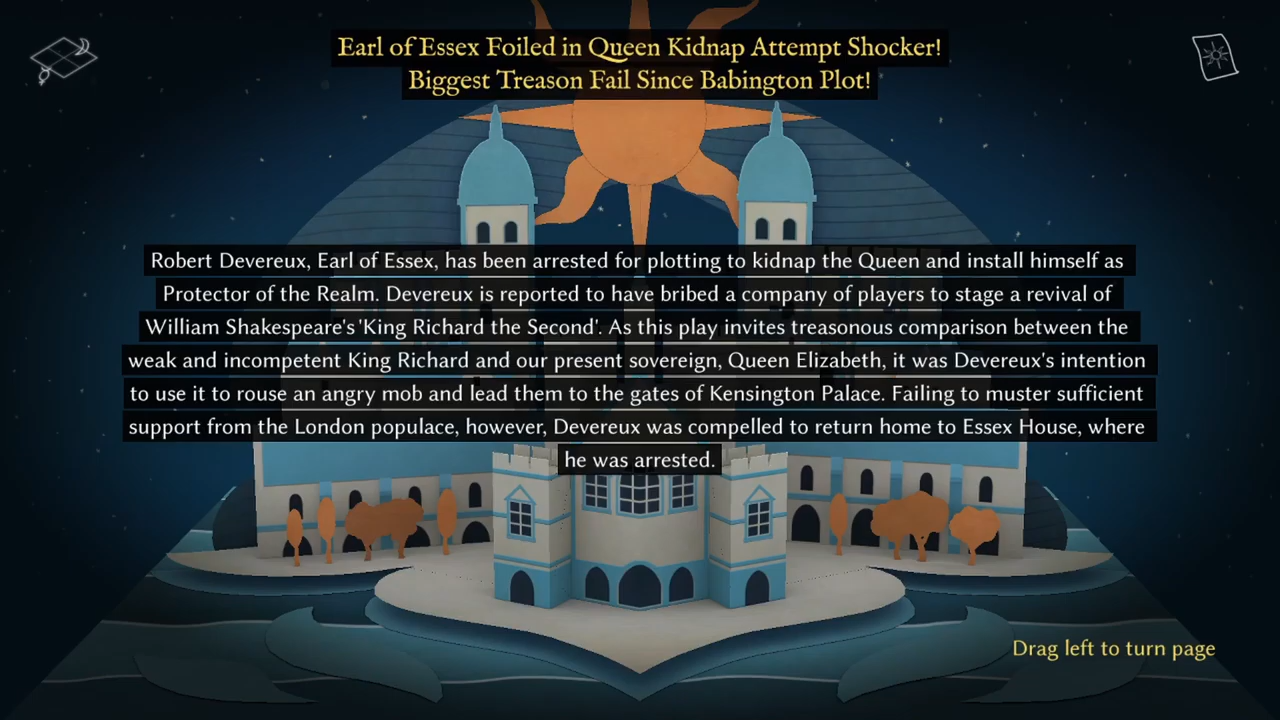 Earl of Essex Foiled in Queen Kidnap Attempt Shocker!
Biggest Treason Fail Since Babington Plot!
Robert Devereux, Earl of Essex, has been arrested for plotting to kidnap the Queen and install himself as
Protector of the Realm. Devereux is reported to have bribed a company of players to stage a revival of
William Shakespeare's 'King Richard the Second'. As this play invites treasonous comparison between the
weak and incompetent King Richard and our present sovereign, Queen Elizabeth, it was Devereux's intention
to use it to rouse an angry mob and lead them to the gates of Kensington Palace. Failing to muster sufficient
support from the London populace, however, Devereux was compelled to return home to Essex House, where
he was arrested.
Drag left to turn page